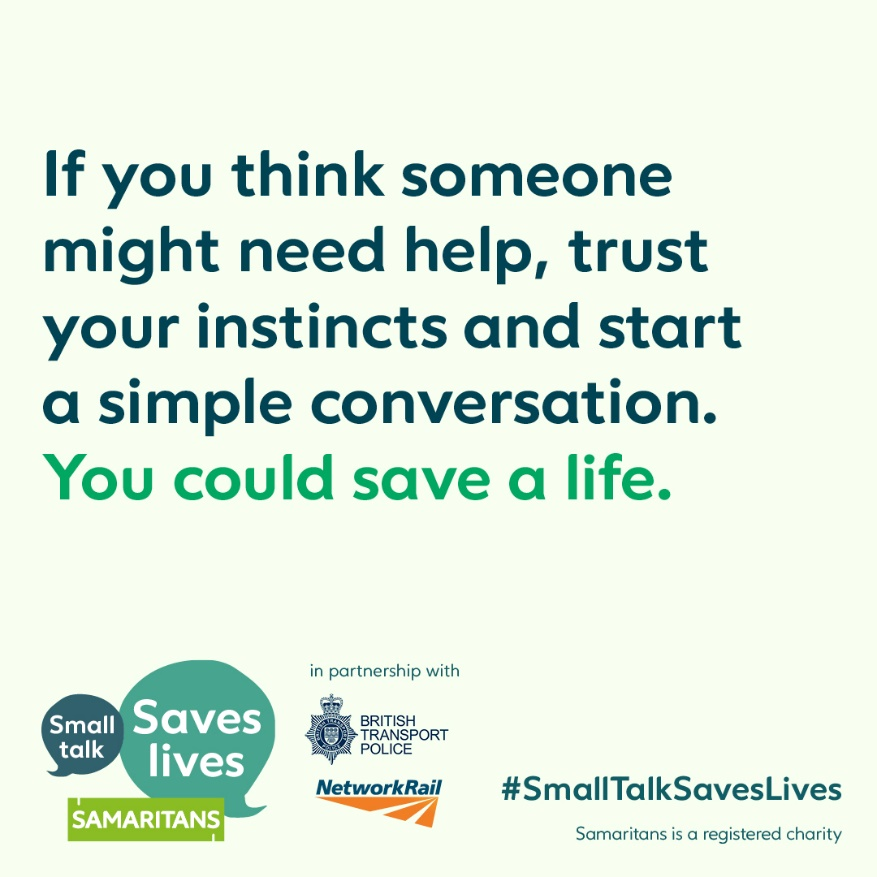 If you think someone
might need help, trust
your instincts and start
a simple conversation.
You could save a life.
Small
talk
Saves
lives
SAMARITANS
in partnership with
BRITISH
TRANSPORT
POLICE
NetworkRail
#SmallTalkSavesLives
Samaritans is a registered charity